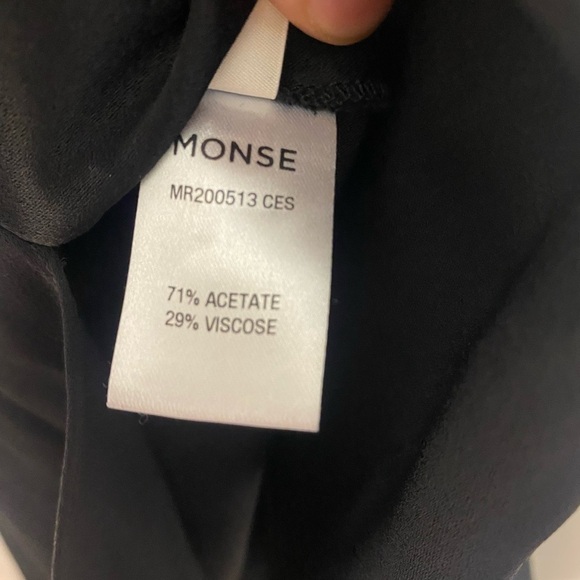 MONSE
MR200513 CES
71% ACETATE
29% VISCOSE